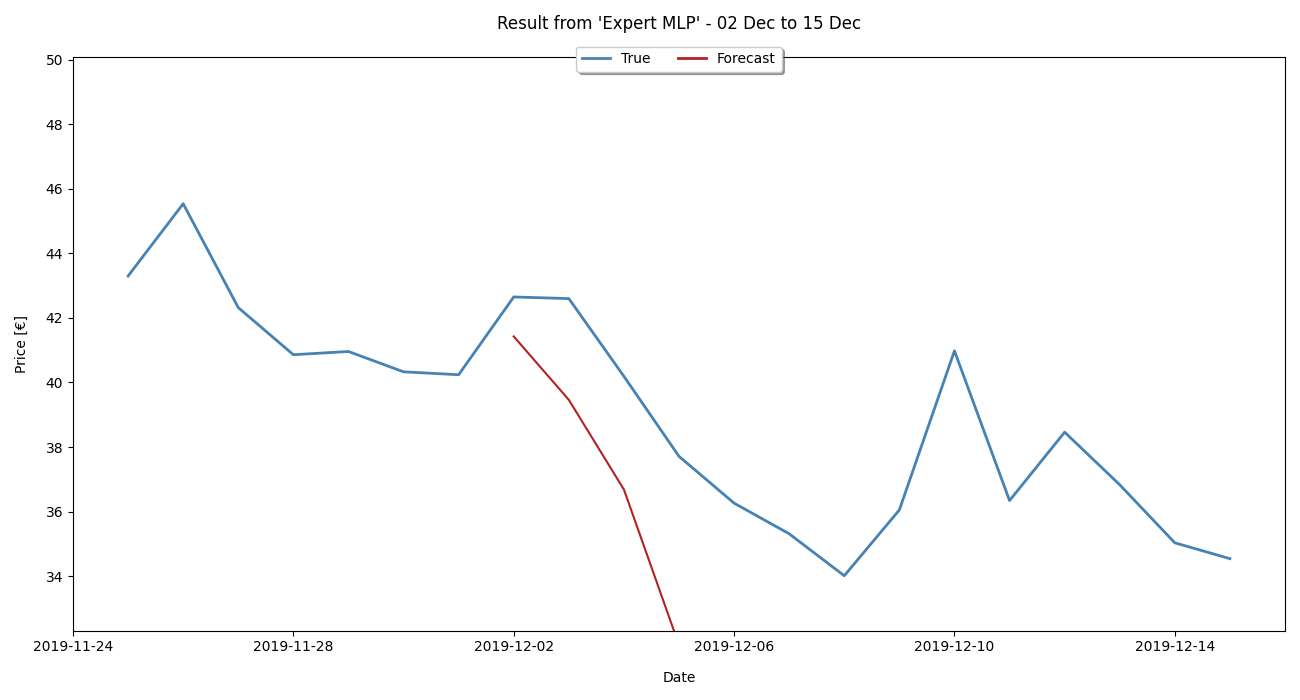 Result from 'Expert MLP' - 02 Dec to 15 Dec
True Forecast
50
48
46
44
42
40
38
36
34
Price [€]
2019-11-24 2019-11-28 2019-12-02 2019-12-06 2019-12-10 2019-12-14
Date